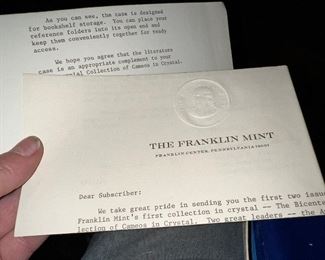 As you can see, the case is designed
for bookshelf storage. You can place your
reference folders into its open end and
keep them conveniently together for ready
access.
We hope you agree that the literature
case is an appropriate complement to your
Collection of Cameos in Crystal.
THE FRANKLIN MINT
FRANKLIN CENTER, PENNSYLVANIA 19091
Dear Subscriber:
We take great pride in sending you the first two issue
Franklin Mint's first collection in crystal -- The Bicente
lection of Cameos in Crystal. Two great leaders -- the A